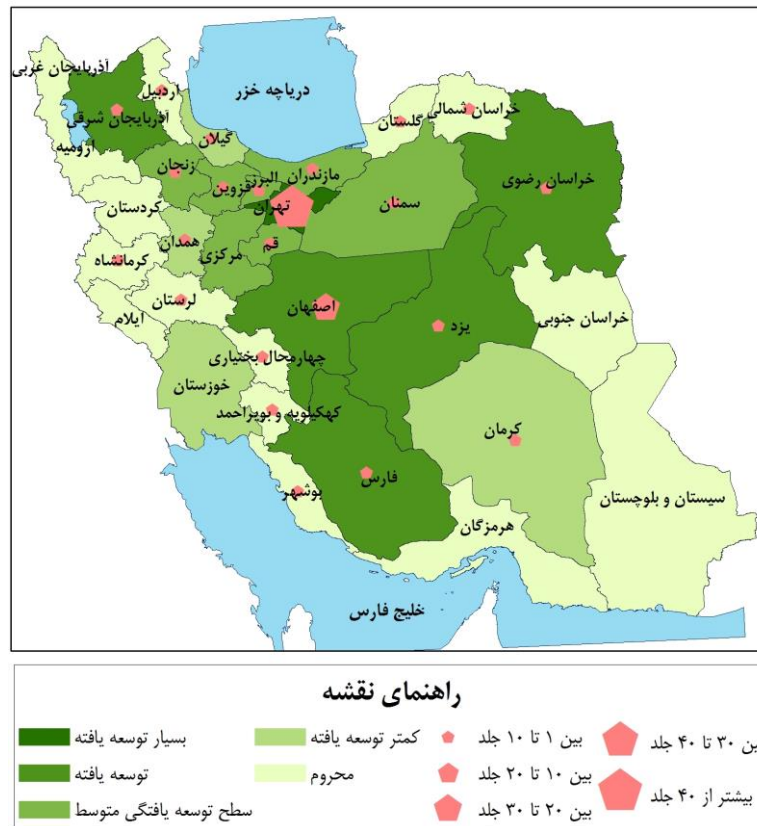 دریاچه خزر
آذربایجان غربی
اردبیل
آذربایجان شرقی
ارومیه
گیلان
گلستان
خراسان شمالی
زنجان
قزوین
البرز
مازندران
تهران
سمنان
خراسان رضوی
کردستان
همدان
مرکزی
قم
کرمانشاه
لرستان
ایلام
اصفهان
یزد
خراسان جنوبی
چهارمحال بختیاری
خوزستان
کهکیلویه و بویراحمد
کرمان
فارس
بوشهر
سیستان و بلوچستان
هرمزگان
خلیج فارس
راهنمای نقشه
بسیار توسعه یافته
توسعه یافته
سطح توسعه یافتگی متوسط
کمتر توسعه یافته
محروم
بین ۱ تا ۱۰ جلد
بین ۱۰ تا ۲۰ جلد
بین ۲۰ تا ۳۰ جلد
ین ۳۰ تا ۴۰ جلد
بیشتر از ۴۰ جلد